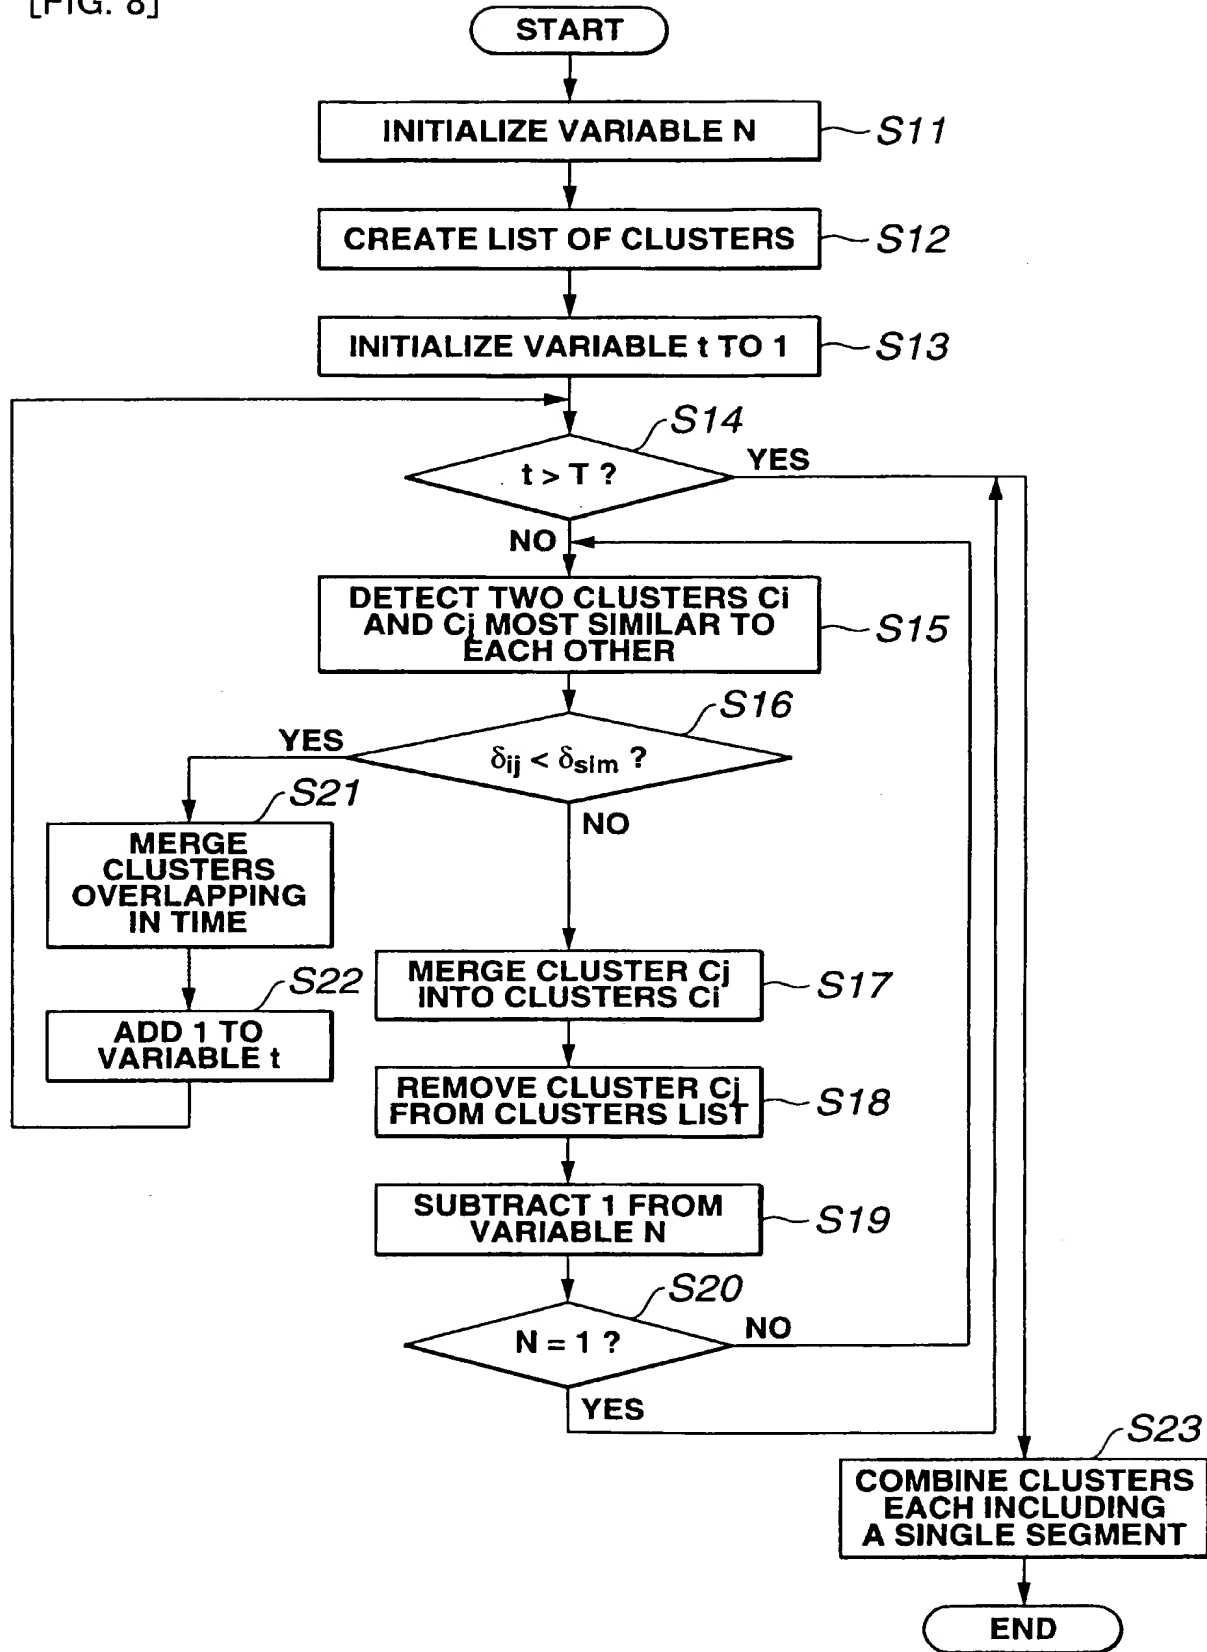 [FIG. 8]
START
INITIALIZE VARIABLE N
S11
CREATE LIST OF CLUSTERS
S12
INITIALIZE VARIABLE t TO 1
S13
S14
t > T ?
YES
NO
DETECT TWO CLUSTERS Ci
AND Cj MOST SIMILAR TO
EACH OTHER
S15
S16
YES
δij < δsim ?
NO
S21
MERGE
CLUSTERS
OVERLAPPING
IN TIME
S22
ADD 1 TO
VARIABLE t
MERGE CLUSTER Cj
INTO CLUSTERS Ci
S17
REMOVE CLUSTER Cj
FROM CLUSTERS LIST
S18
SUBTRACT 1 FROM
VARIABLE N
S19
S20
N = 1 ?
NO
YES
S23
COMBINE CLUSTERS
EACH INCLUDING
A SINGLE SEGMENT
END